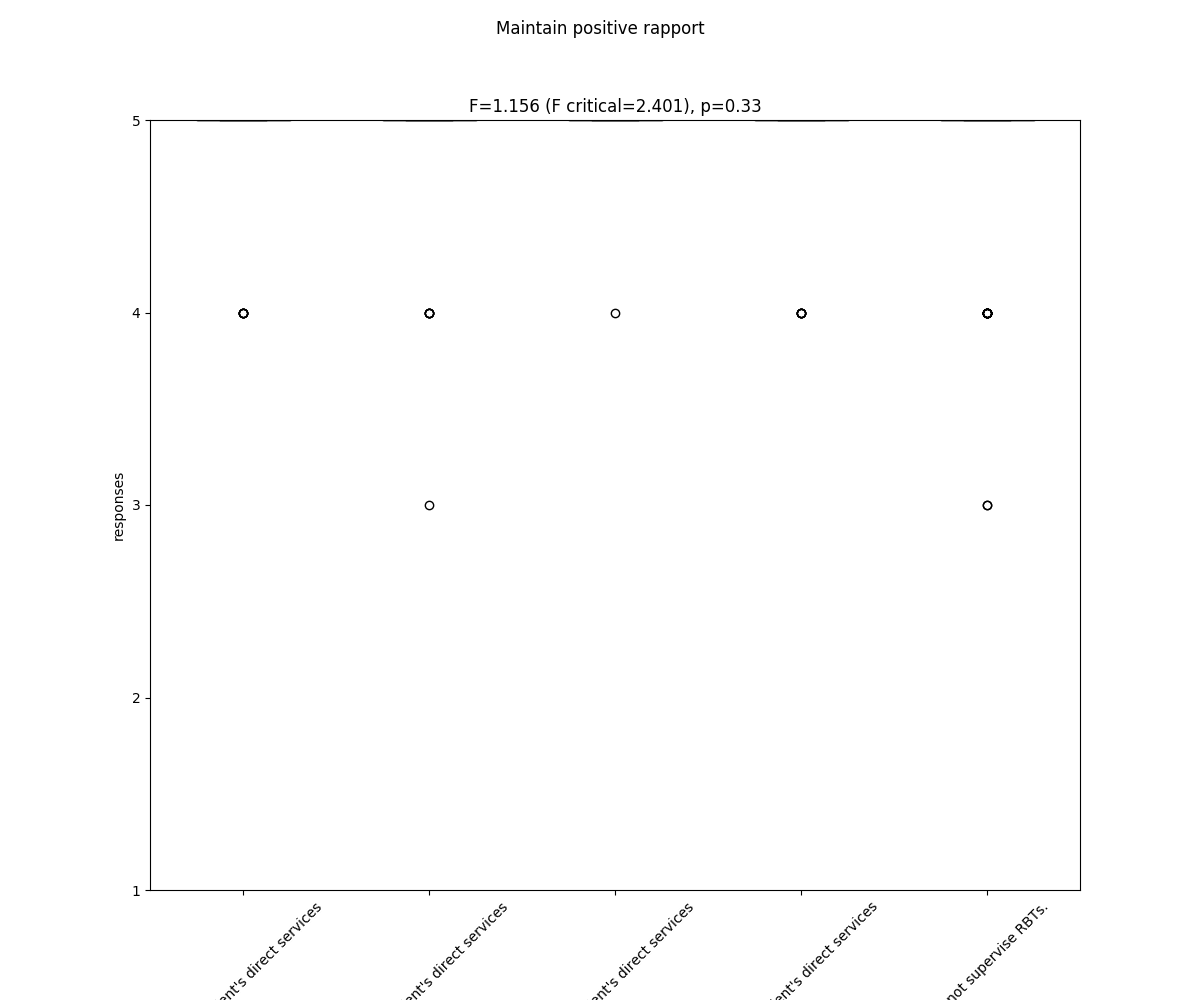 Maintain positive rapport
F=1.156 (F critical=2.401), p=0.33
5
4
3
2
1
responses
ent's direct services
ent's direct services
ent's direct services
ent's direct services
not supervise RBTs.